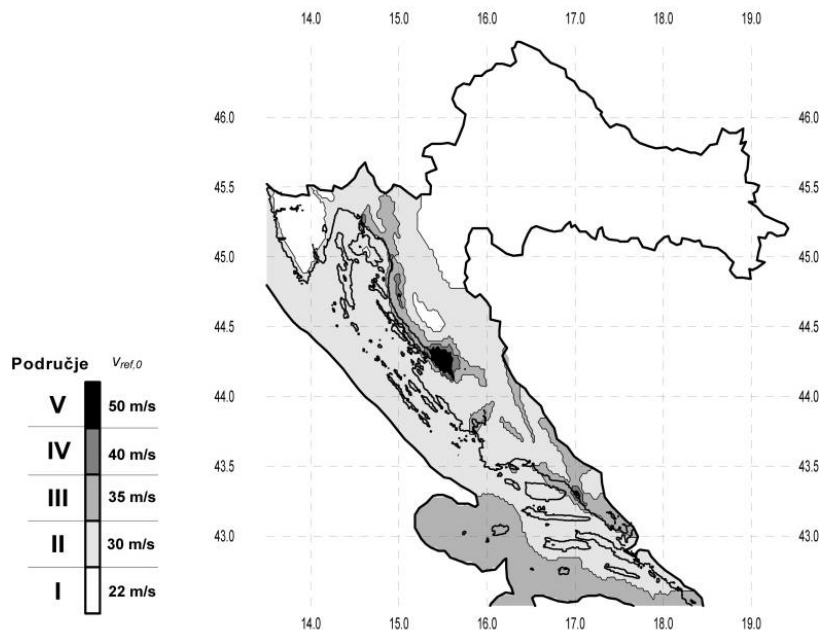 14.0 15.0 16.0 17.0 18.0 19.0
46.0 46.0
45.5 45.5
45.0 45.0
44.5 44.5
Područje Vref,0
44.0 44.0
V 50 m/s
IV 40 m/s
43.5 43.5
III 35 m/s
43.0 43.0
II 30 m/s
I 22 m/s
14.0 15.0 16.0 17.0 18.0 19.0